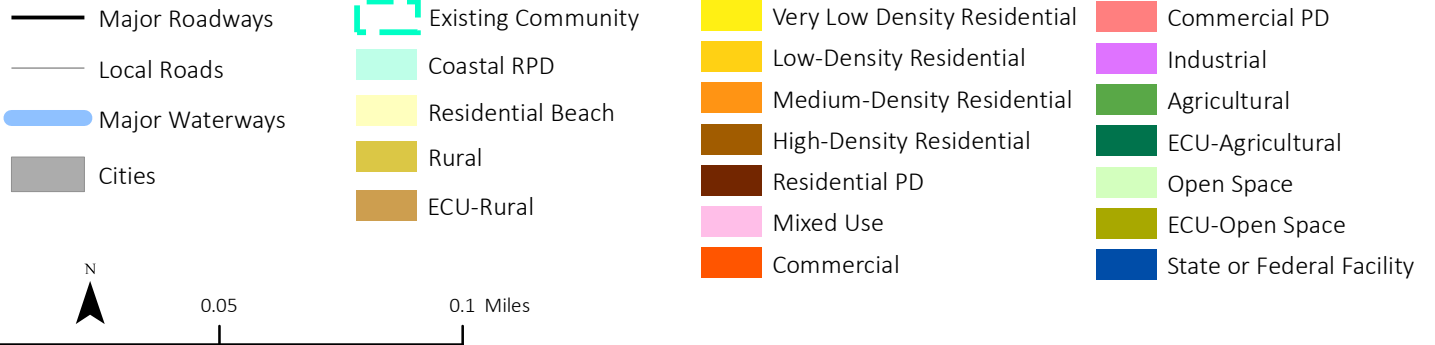 Major Roadways
Local Roads
Major Waterways
Cities
Existing Community
Coastal RPD
Residential Beach
Rural
ECU-Rural
Very Low Density Residential
Low-Density Residential
Medium-Density Residential
High-Density Residential
Residential PD
Mixed Use
Commercial
Commercial PD
Industrial
Agricultural
ECU-Agricultural
Open Space
ECU-Open Space
State or Federal Facility
N
0.05
0.1 Miles